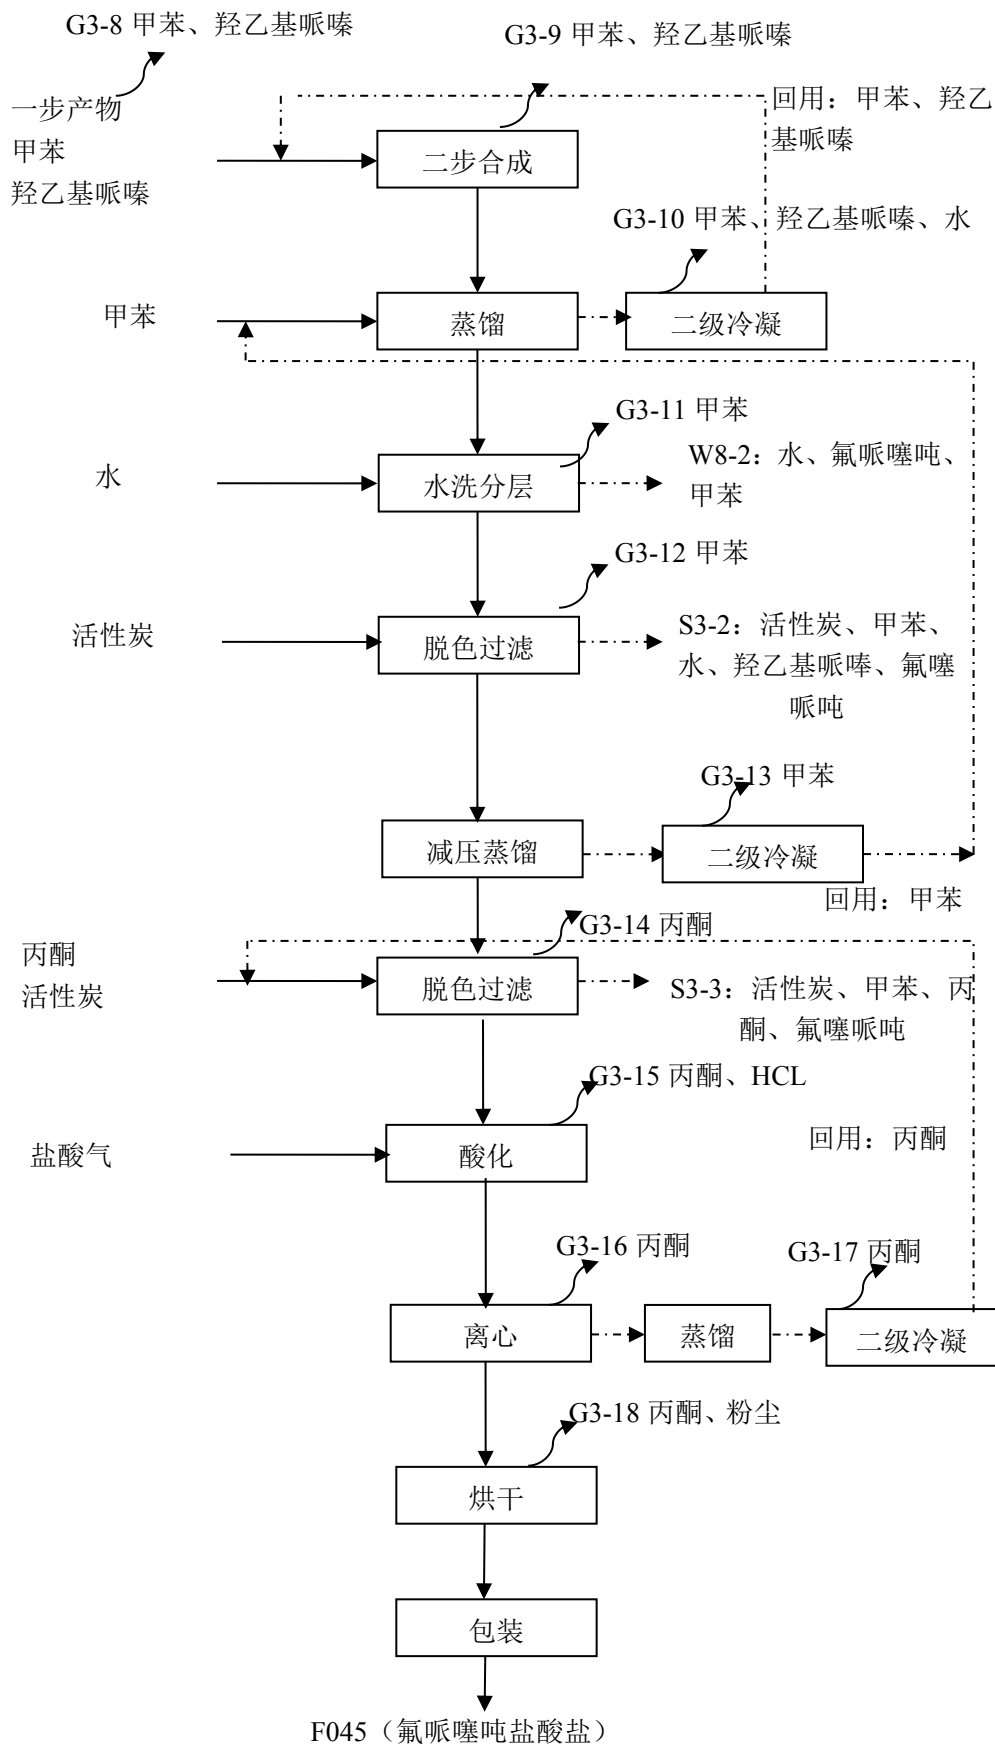 G3-8 甲苯、羟乙基哌嗪
G3-9 甲苯、羟乙基哌嗪
一步产物
甲苯
羟乙基哌嗪
回用：甲苯、羟乙
基哌嗪
二步合成
G3-10 甲苯、羟乙基哌嗪、水
甲苯
蒸馏
二级冷凝
G3-11 甲苯
水
水洗分层
W8-2：水、氟哌噻吨、
甲苯
G3-12 甲苯
活性炭
脱色过滤
S3-2：活性炭、甲苯、
水、羟乙基哌唪、氟噻
哌吨
G3-13 甲苯
减压蒸馏
二级冷凝
回用：甲苯
G3-14 丙酮
丙酮
活性炭
脱色过滤
S3-3：活性炭、甲苯、丙
酮、氟噻哌吨
G3-15 丙酮、HCL
盐酸气
酸化
回用：丙酮
G3-16 丙酮
G3-17 丙酮
离心
蒸馏
二级冷凝
G3-18 丙酮、粉尘
烘干
包装
F045（氟哌噻吨盐酸盐）